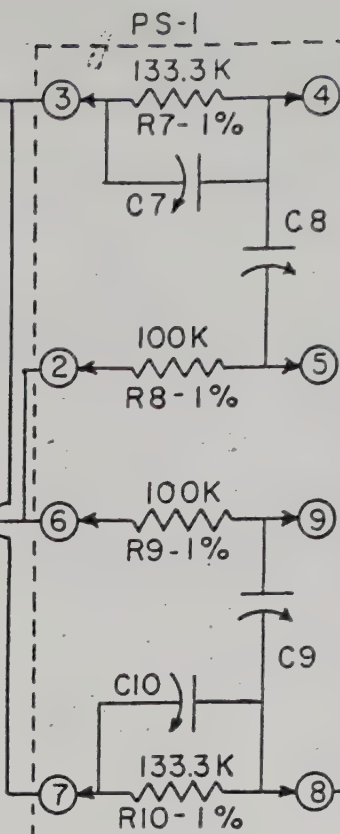 PS-1
133.3K
3 4
R7-1%
C7
C8
100K
2 5
R8-1%
100K
6 9
R9-1%
C9
C10
133.3K
7 8
R10-1%